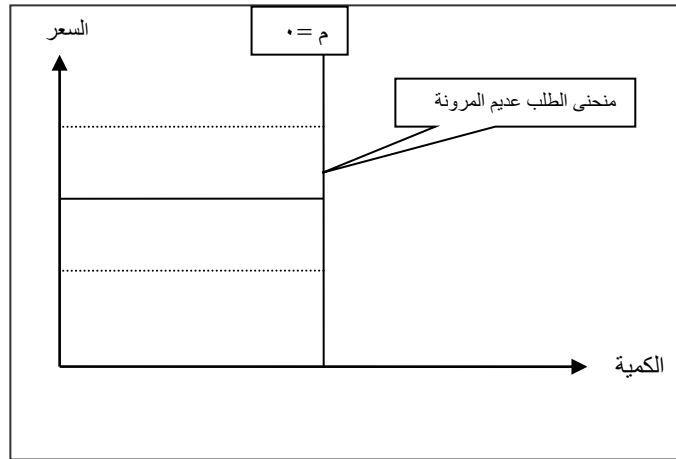 السعر
م = ٠
منحنى الطلب عديم المرونة
الكمية